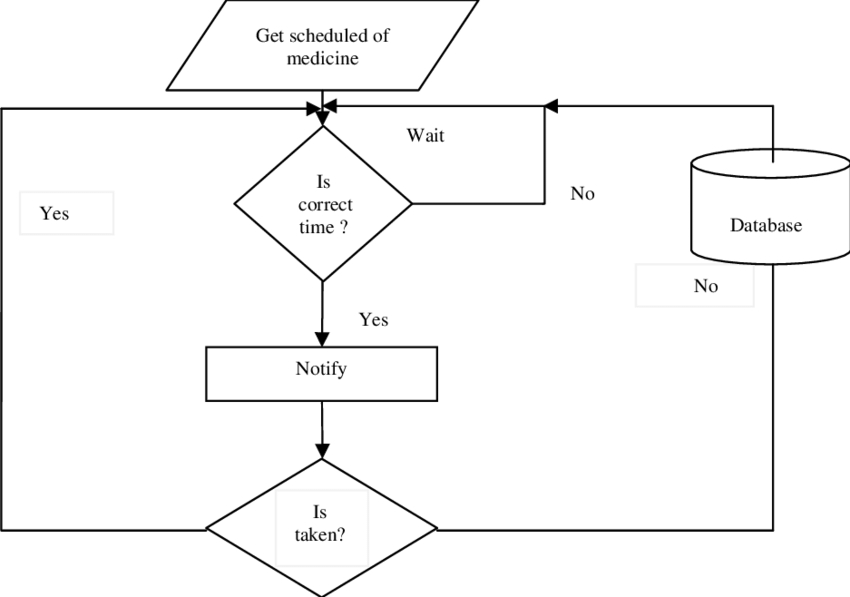 Get scheduled of
medicine
Wait
Is
correct
time ?
No
Yes
Database
No
Yes
Notify
Is
taken?